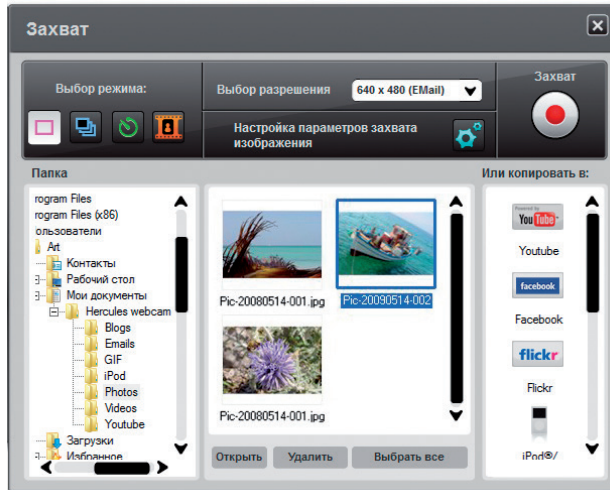 Захват
Выбор режима:
Выбор разрешения
640 x 480 (EMail)
Захват
Настройка параметров захвата
изображения
Папка
Или копировать в:
rogram Files
rogram Files (x86)
ользователи
Art
Контакты
Рабочий стол
Мои документы
Hercules webcam
Blogs
Emails
GIF
iPod
Photos
Videos
Youtube
Загрузки
Избранное
Pic-20080514-001.jpg
Pic-20090514-002
Pic-20080514-001.jpg
Открыть
Удалить
Выбрать все
Powered by
YouTube
Youtube
facebook
Facebook
flickr
Flickr
iPod®/